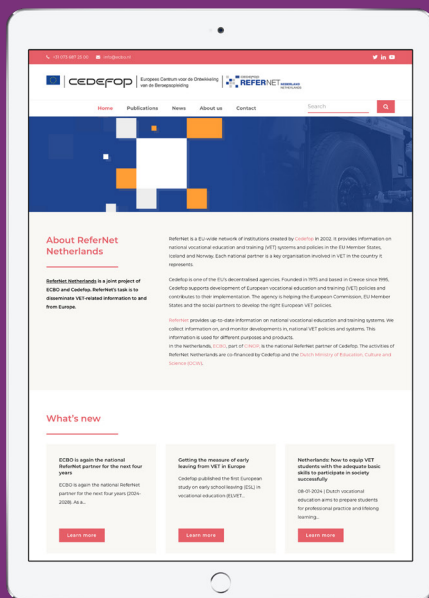 +31 073 687 25 00 info@ecbo.nl
CEDEFOP
Europees Centrum voor de Ontwikkeling
van de Beroepsopleiding
CEDEFOP
REFERNET NEDERLAND
NETHERLANDS
Home Publications News About us Contact Search
About ReferNet
Netherlands
ReferNet Netherlands is a joint project of
ECBO and Cedefop. ReferNet's task is to
disseminate VET-related information to and
from Europe.
ReferNet is a EU-wide network of institutions created by Cedefop in 2002. It provides information on
national vocational education and training (VET) systems and policies in the EU Member States,
Iceland and Norway. Each national partner is a key organisation involved in VET in the country it
represents.
Cedefop is one of the EU's decentralised agencies. Founded in 1975 and based in Greece since 1995,
Cedefop supports development of European vocational education and training (VET) policies and
contributes to their implementation. The agency is helping the European Commission, EU Member
States and the social partners to develop the right European VET policies.
ReferNet provides up-to-date information on national vocational education and training systems. We
collect information on, and monitor developments in, national VET policies and systems. This
information is used for different purposes and products.
In the Netherlands, ECBO, part of CINOP, is the national ReferNet partner of Cedefop. The activities of
ReferNet Netherlands are co-financed by Cedefop and the Dutch Ministry of Education, Culture and
Science (OCW).
What's new
ECBO is again the national
ReferNet partner for the next four
years
ECBO is again the national ReferNet
partner for the next four years (2024-
2028). As a...
Learn more
Getting the measure of early
leaving from VET in Europe
Cedefop published the first European
study on early school leaving (ESL) in
vocational education (ELVET...
Learn more
Netherlands: how to equip VET
students with the adequate basic
skills to participate in society
successfully
08-01-2024 | Dutch vocational
education aims to prepare students
for professional practice and lifelong
learning...
Learn more